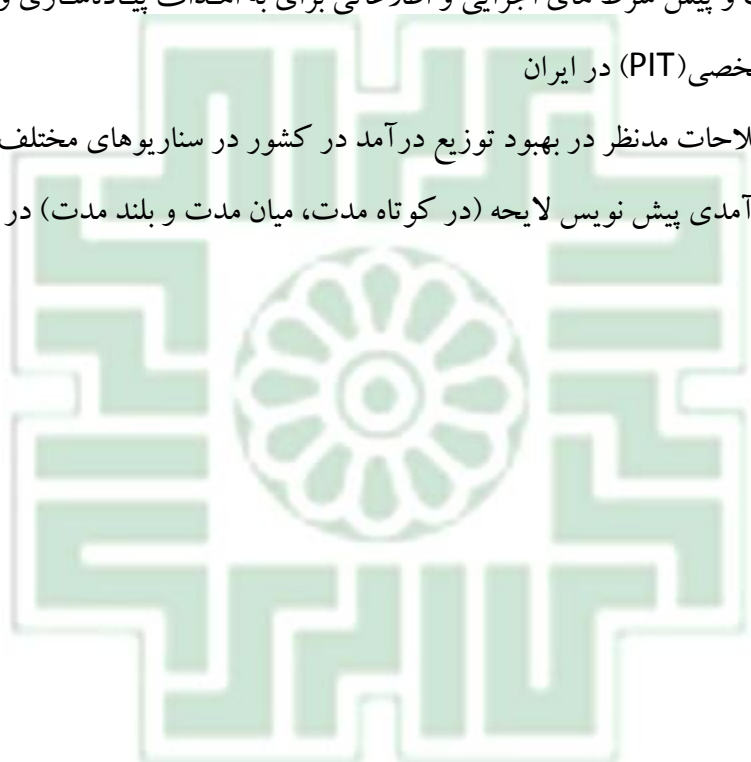 و پیش شرط های اجرایی و اطلاعاتی برای به اهداف پیاده‌سازی و
خصی(PIT) در ایران
لاحات مدنظر در بهبود توزیع درآمد در کشور در سناریوهای مختلف
آمدی پیش نویس لایحه (در کوتاه مدت، میان مدت و بلند مدت) در